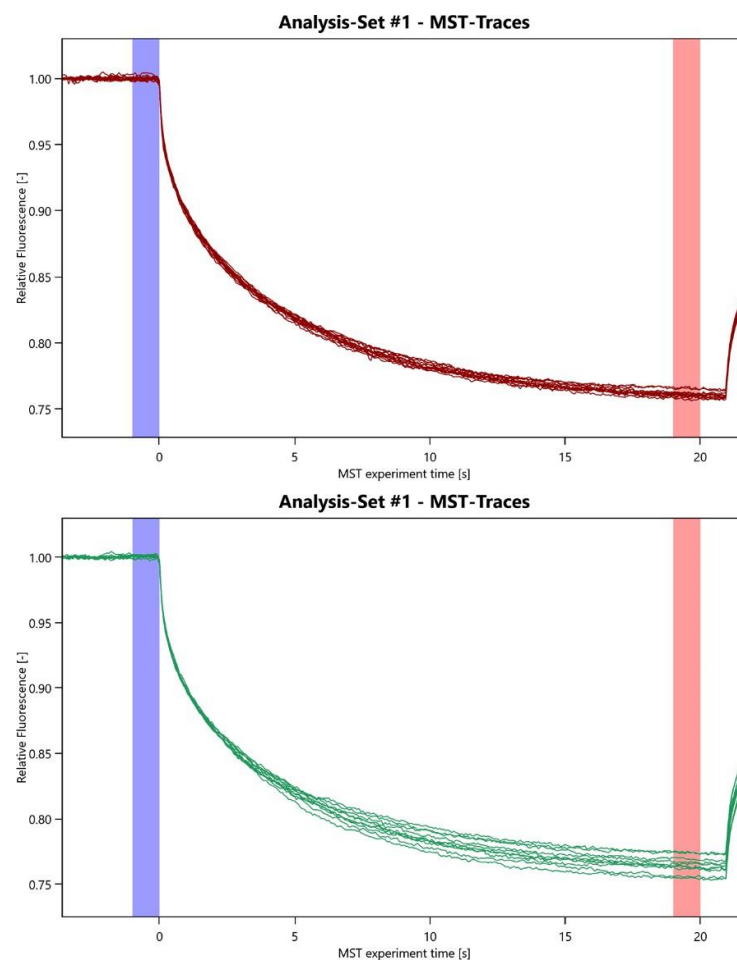 Analysis-Set #1 - MST-Traces
1.00
0.95
0.90
0.85
0.80
0.75
Relative Fluorescence [-]
0 5 10 15 20
MST experiment time [s]
Analysis-Set #1 - MST-Traces
1.00
0.95
0.90
0.85
0.80
0.75
Relative Fluorescence [-]
0 5 10 15 20
MST experiment time [s]